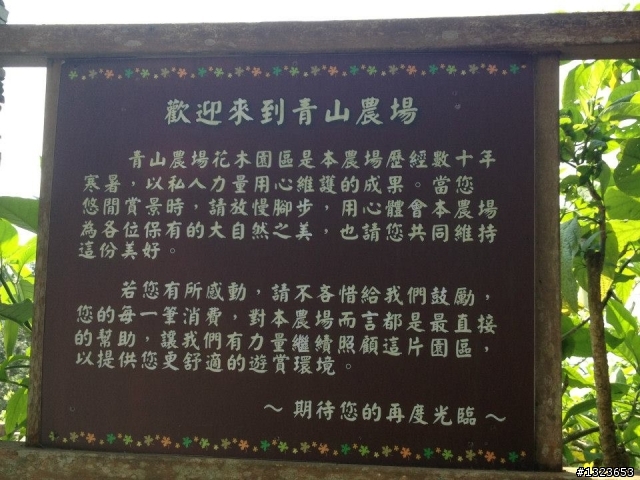 歡迎來到青山農場
青山農場花木園區是本農場歷經數十年
寒暑，以私人力量用心維護的成果。當您
悠閒賞景時，請放慢腳步，用心體會本農場
為各位保有的大自然之美，也請您共同維持
這份美好。
若您有所感動，請不吝惜給我們鼓勵，
您的每一筆消費，對本農場而言都是最直接
的幫助，讓我們有力量繼續照顧這片園區，
以提供您更舒適的遊賞環境。
～期待您的再度光臨～
#1323653